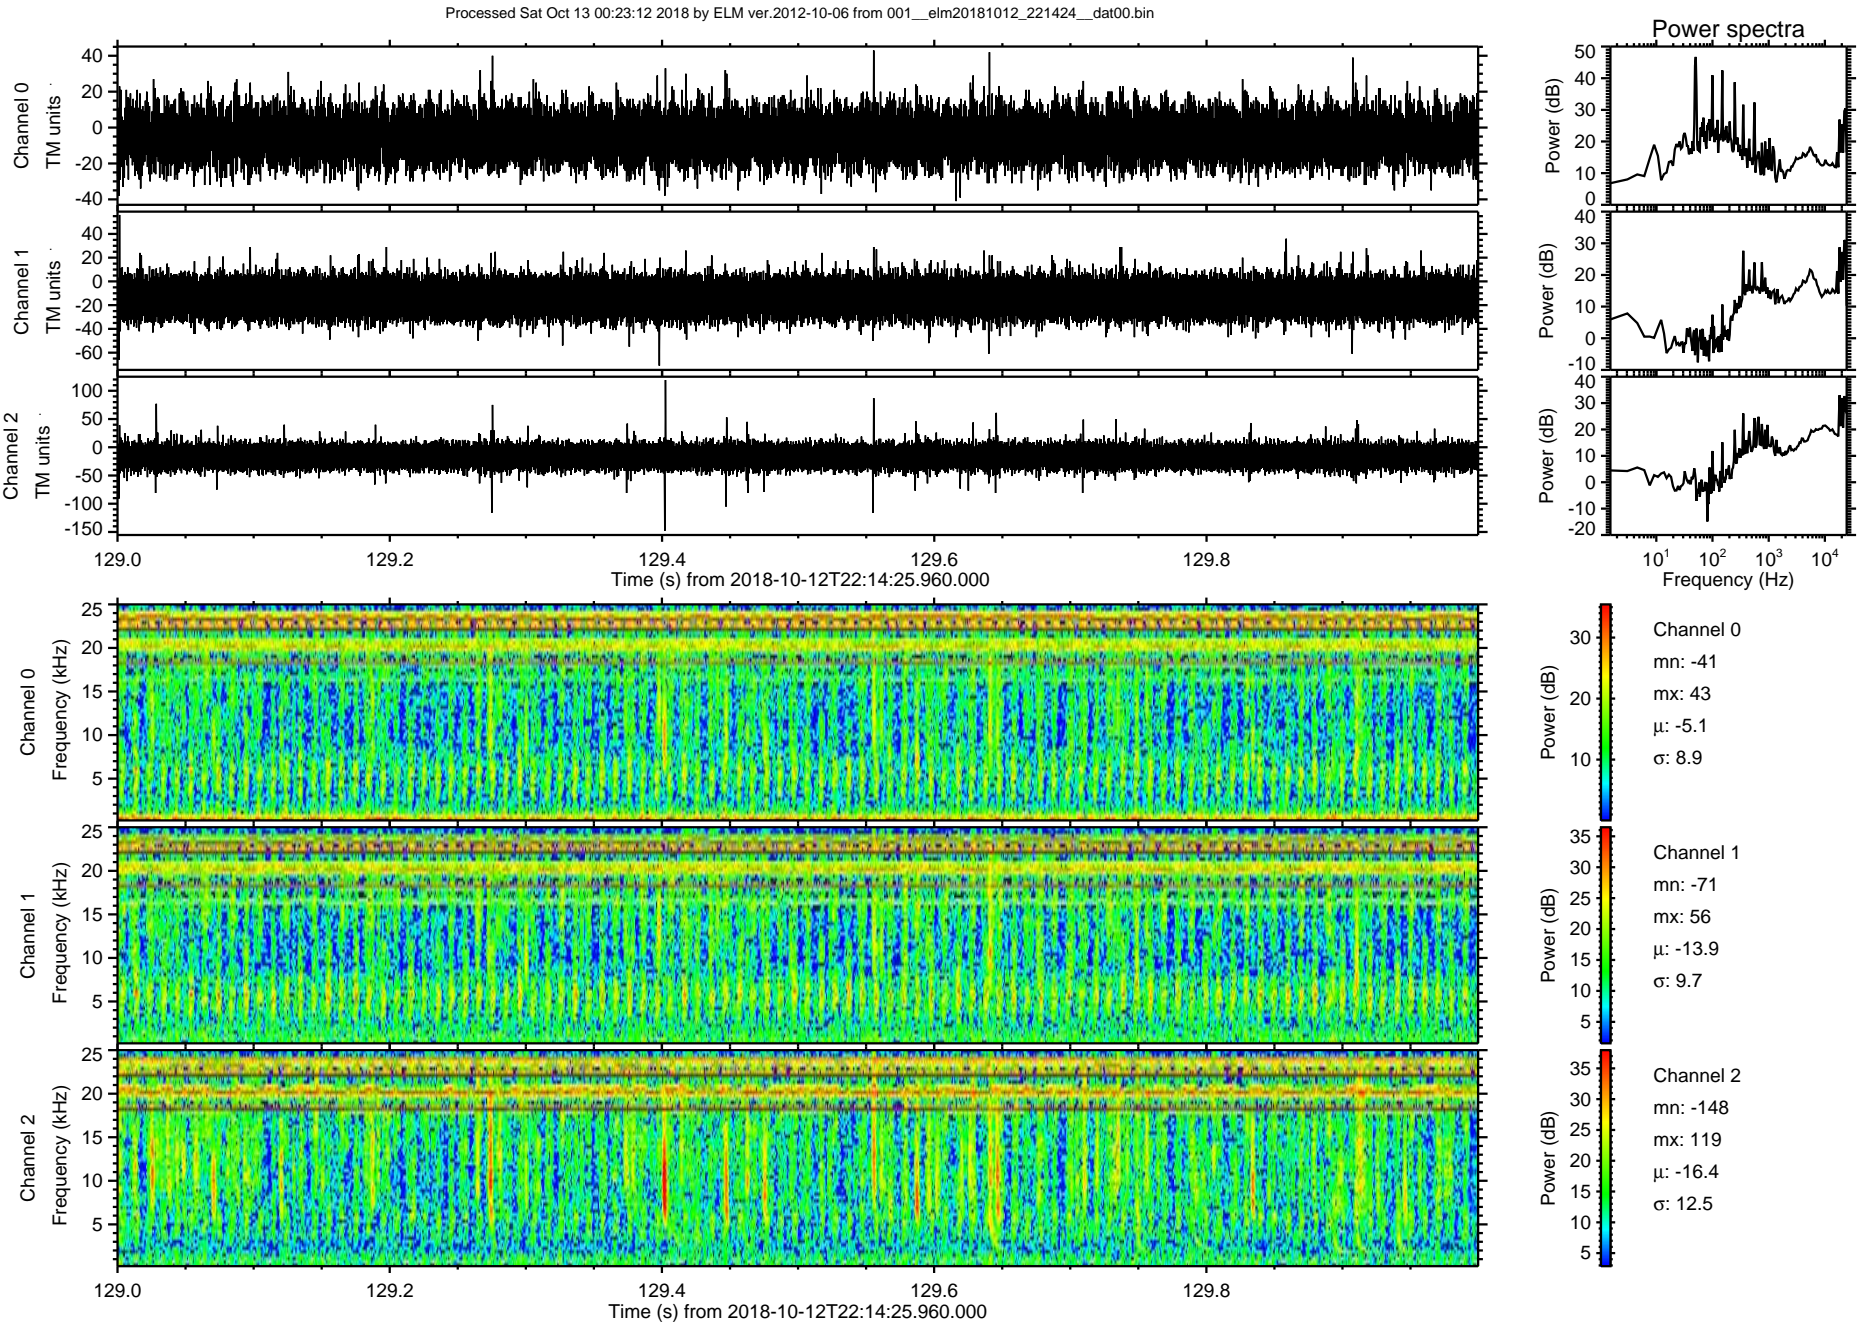 Processed Sat Oct 13 00:23:12 2018 by ELM ver.2012-10-06 from 001__elm20181012_221424__dat00.bin
Power spectra
Channel 0
TM units
40
20
0
-20
-40
Power (dB)
50
40
30
20
10
0
Channel 1
TM units
40
20
0
-20
-40
-60
Power (dB)
40
30
20
10
0
-10
Channel 2
TM units
100
50
0
-50
-100
-150
Power (dB)
40
30
20
10
0
-10
-20
129.0 129.2 129.4 129.6 129.8
Time (s) from 2018-10-12T22:14:25.960.000
10^1 10^2 10^3 10^4
Frequency (Hz)
Channel 0
Frequency (kHz)
25
20
15
10
5
Power (dB)
30
20
10
Channel 0
mn: -41
mx: 43
μ: -5.1
σ: 8.9
Channel 1
Frequency (kHz)
25
20
15
10
5
Power (dB)
35
30
25
20
15
10
5
Channel 1
mn: -71
mx: 56
μ: -13.9
σ: 9.7
Channel 2
Frequency (kHz)
25
20
15
10
5
Power (dB)
35
30
25
20
15
10
5
Channel 2
mn: -148
mx: 119
μ: -16.4
σ: 12.5
129.0 129.2 129.4 129.6 129.8
Time (s) from 2018-10-12T22:14:25.960.000